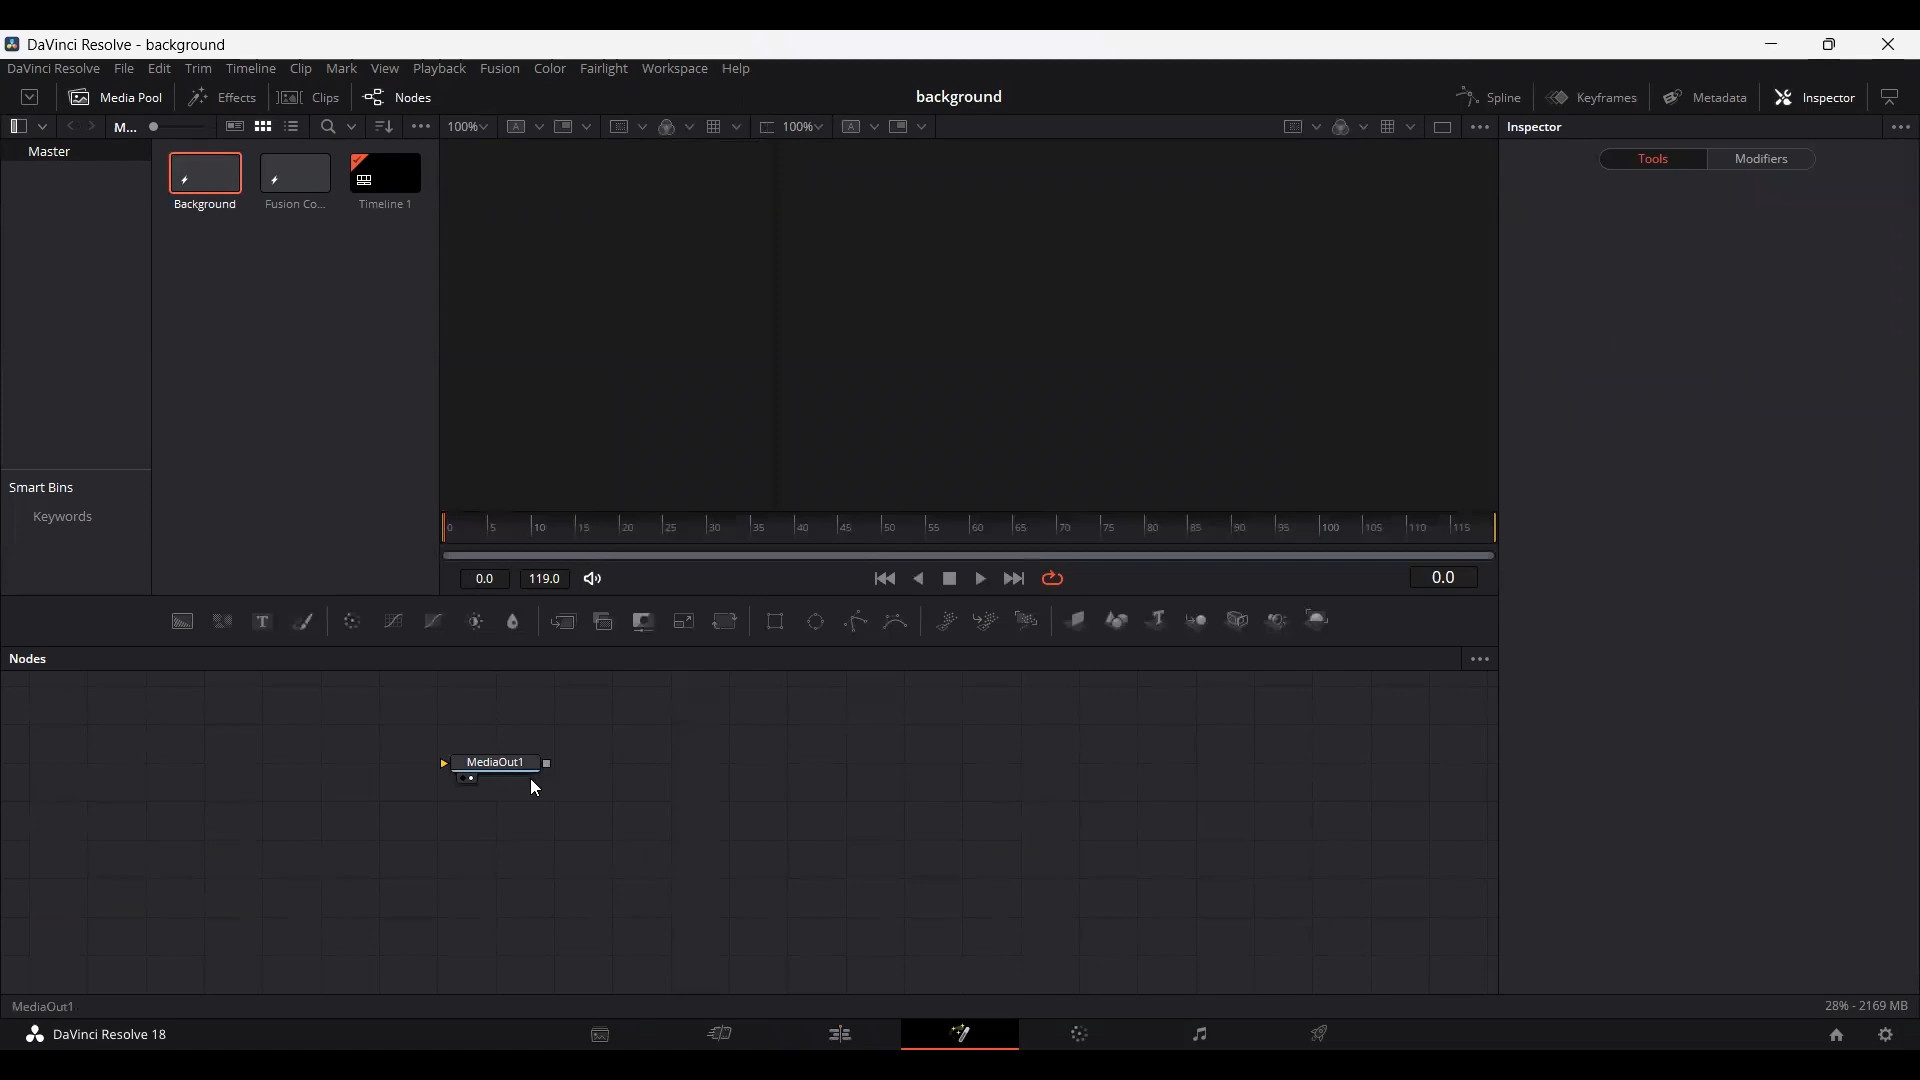 DaVinci Resolve - background
DaVinci Resolve File Edit Trim Timeline Clip Mark View Playback Fusion Color Fairlight Workspace Help
Media Pool Effects Clips Nodes background Spline Keyframes Metadata Inspector
M... 100% A 100% A Inspector
Master
Tools Modifiers
Background Fusion Co... Timeline 1
Smart Bins
Keywords
0 5 10 15 20 25 30 35 40 45 50 55 60 65 70 75 80 85 90 95 100 105 110 115
0.0 119.0 0.0
T
Nodes
MediaOut1
MediaOut1 28% - 2169 MB
DaVinci Resolve 18